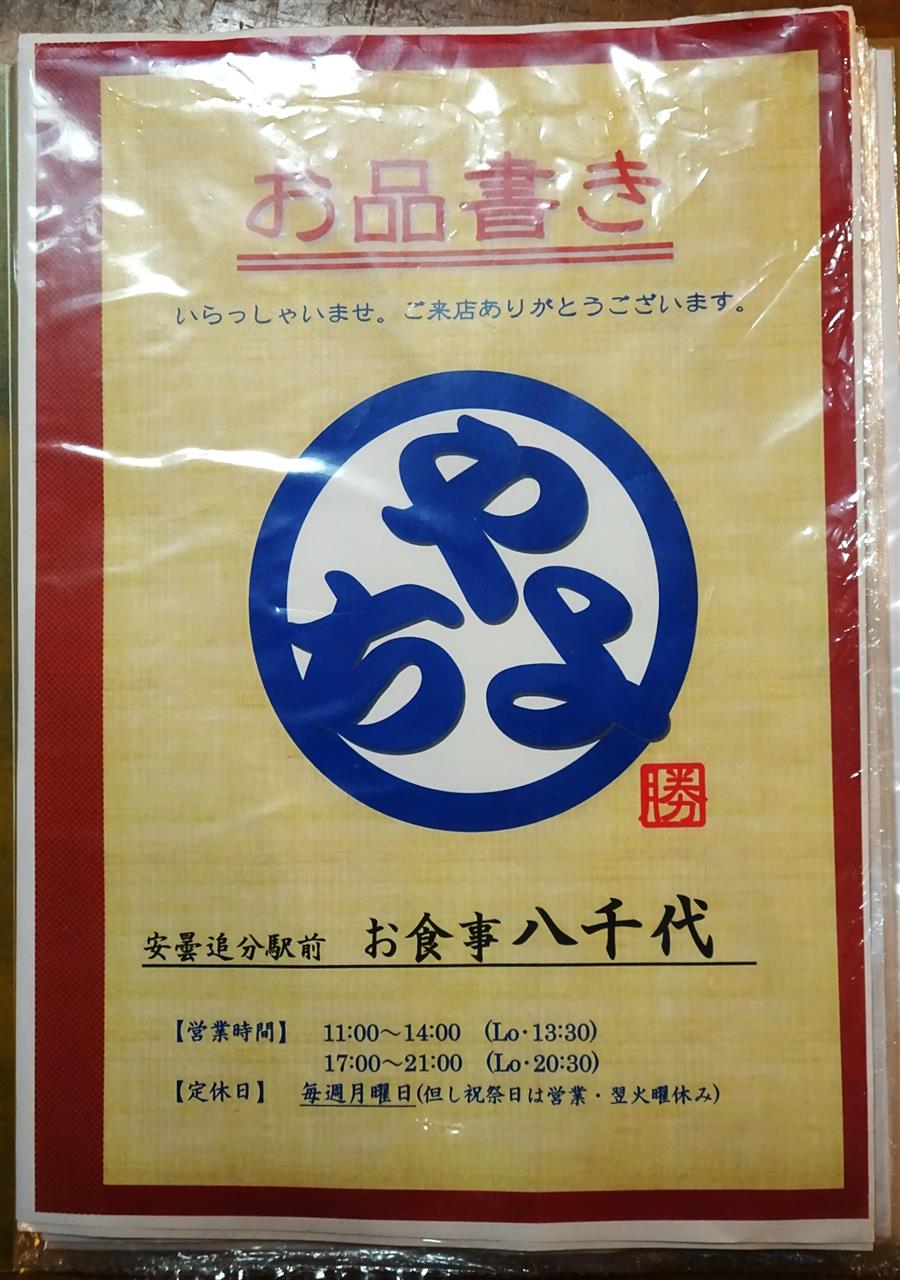 お品書き
いらっしゃいませ。ご来店ありがとうございます。
やちよ
勝
安曇追分駅前 お食事 八千代
【営業時間】 11:00～14:00 (Lo・13:30)
17:00～21:00 (Lo・20:30)
【定休日】 毎週月曜日(但し祝祭日は営業・翌火曜休み)